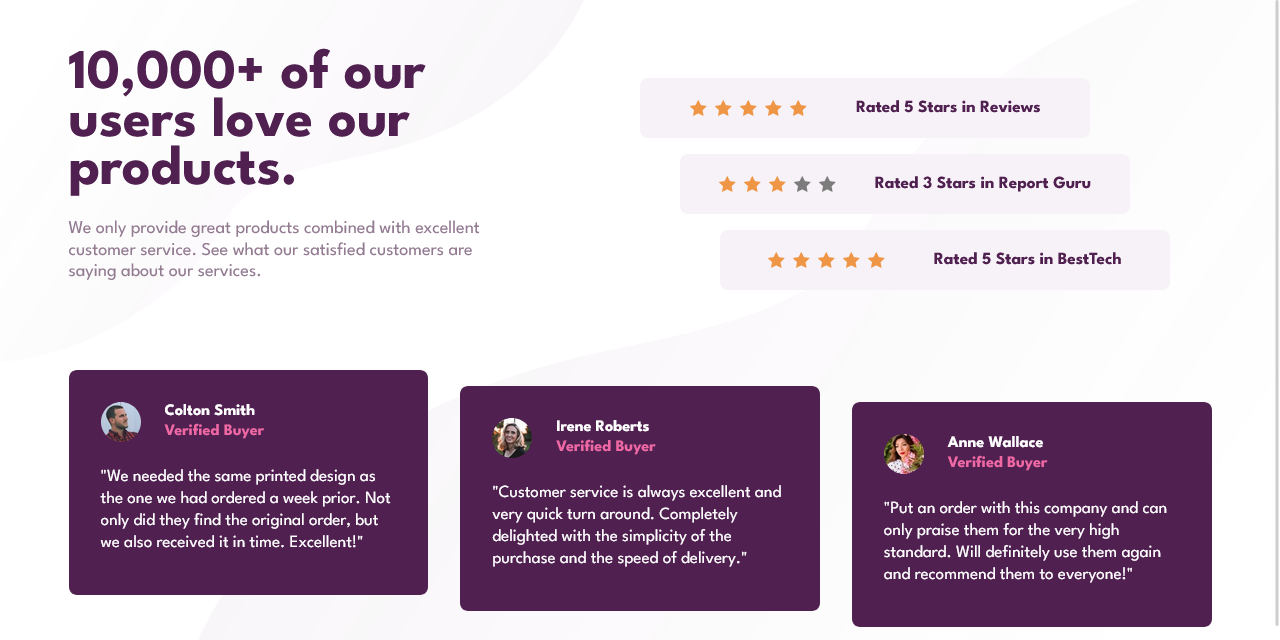 10,000+ of our
users love our
products.
We only provide great products combined with excellent
customer service. See what our satisfied customers are
saying about our services.
Rated 5 Stars in Reviews
Rated 3 Stars in Report Guru
Rated 5 Stars in BestTech
Colton Smith
Verified Buyer
"We needed the same printed design as
the one we had ordered a week prior. Not
only did they find the original order, but
we also received it in time. Excellent!"
Irene Roberts
Verified Buyer
"Customer service is always excellent and
very quick turn around. Completely
delighted with the simplicity of the
purchase and the speed of delivery."
Anne Wallace
Verified Buyer
"Put an order with this company and can
only praise them for the very high
standard. Will definitely use them again
and recommend them to everyone!"